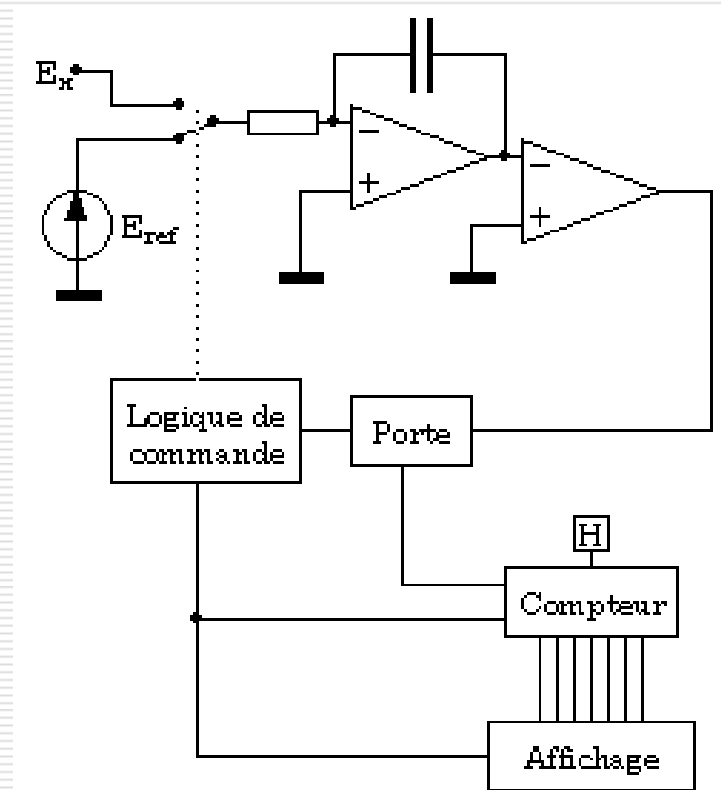 Ex
Eref
−
+
−
+
Logique de
commande
Porte
H
Compteur
Affichage